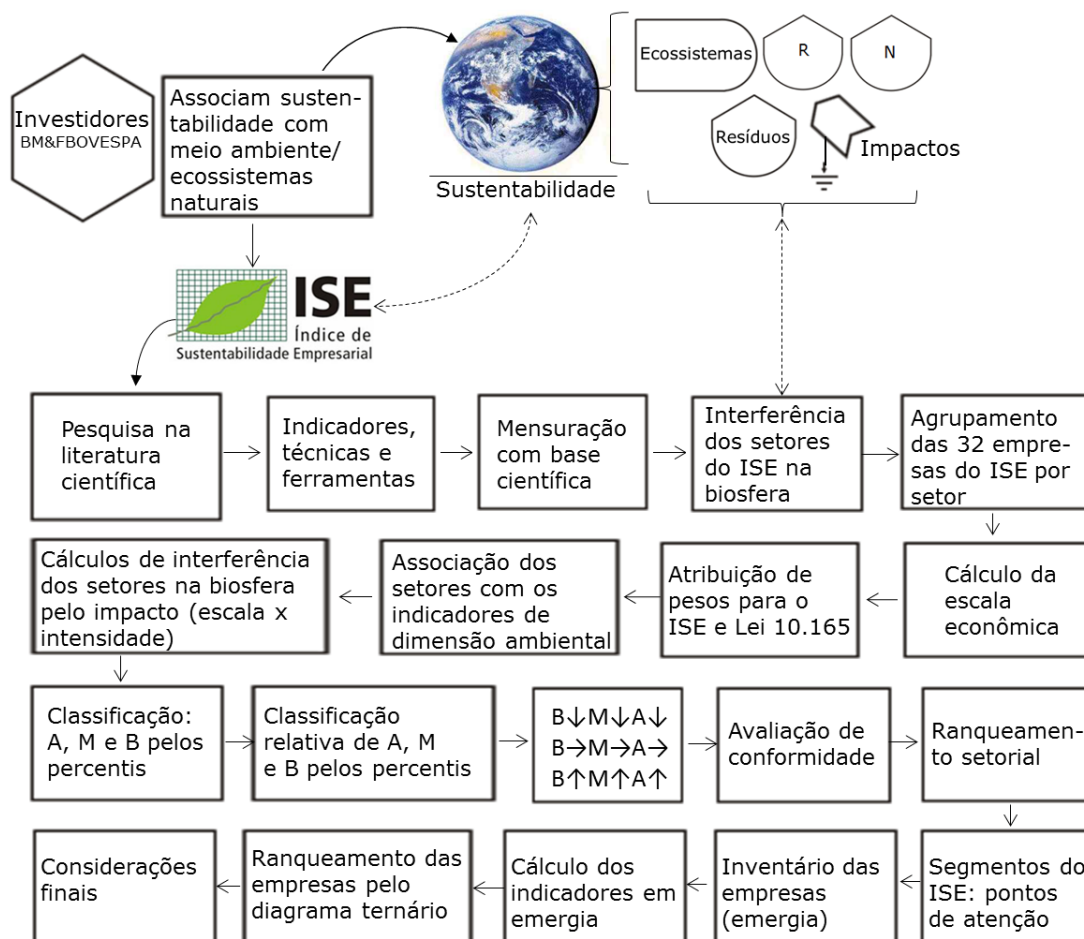 Investidores
BM&FBOVESPA
Associam susten-
tabilidade com
meio ambiente/
ecossistemas
naturais
Sustentabilidade
Ecossistemas
R
N
Resíduos
Impactos
ISE
Índice de
Sustentabilidade Empresarial
Pesquisa na
literatura
científica
Indicadores,
técnicas e
ferramentas
Mensuração
com base
científica
Interferência
dos setores
do ISE na
biosfera
Agrupamento
das 32 empre-
sas do ISE por
setor
Cálculo da
escala
econômica
Atribuição de
pesos para o
ISE e Lei 10.165
Associação dos
setores com os
indicadores de
dimensão ambiental
Cálculos de interferência
dos setores na biosfera
pelo impacto (escala x
intensidade)
Classificação:
A, M e B pelos
percentis
Classificação
relativa de A, M
e B pelos percentis
B↓M↓A↓
B→M→A→
B↑M↑A↑
Avaliação de
conformidade
Ranqueamen-
to setorial
Segmentos do
ISE: pontos
de atenção
Inventário das
empresas
(emergia)
Cálculo dos
indicadores em
emergia
Ranqueamento das
empresas pelo
diagrama ternário
Considerações
finais